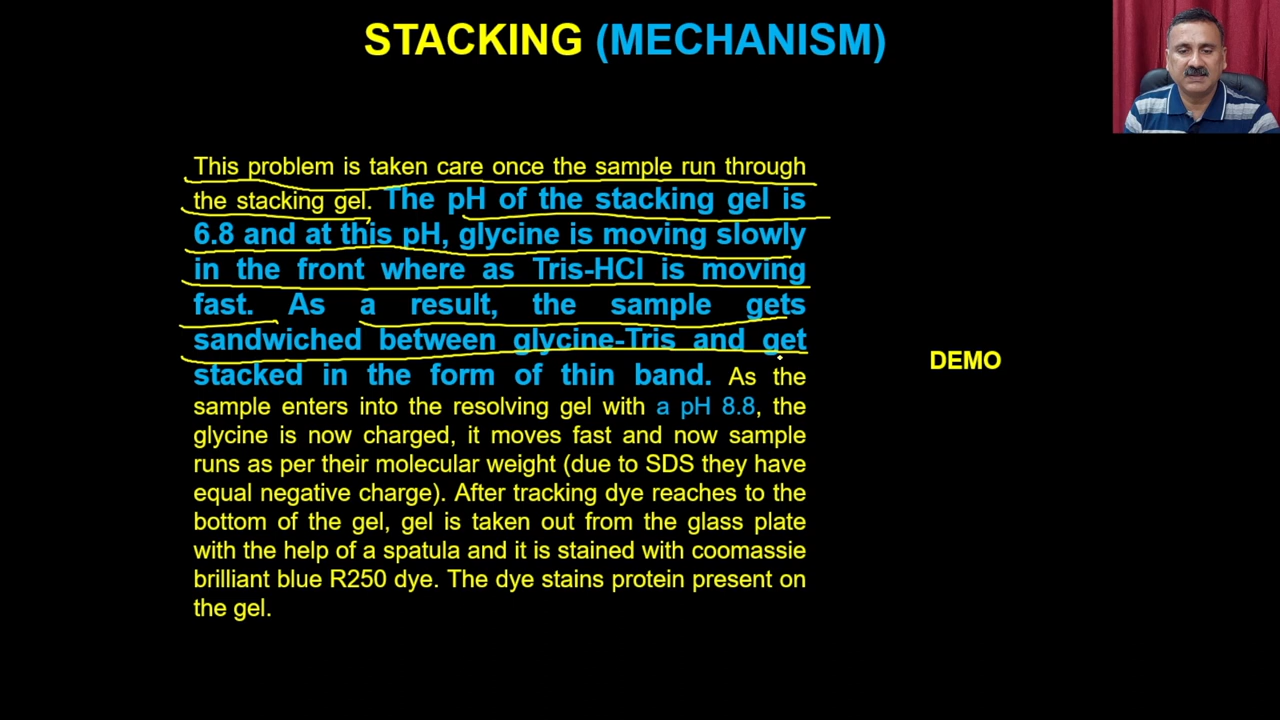 STACKING (MECHANISM)
This problem is taken care once the sample run through
the stacking gel. The pH of the stacking gel is
6.8 and at this pH, glycine is moving slowly
in the front where as Tris-HCl is moving
fast. As a result, the sample gets
sandwiched between glycine-Tris and get
stacked in the form of thin band. As the
sample enters into the resolving gel with a pH 8.8, the
glycine is now charged, it moves fast and now sample
runs as per their molecular weight (due to SDS they have
equal negative charge). After tracking dye reaches to the
bottom of the gel, gel is taken out from the glass plate
with the help of a spatula and it is stained with coomassie
brilliant blue R250 dye. The dye stains protein present on
the gel.
DEMO